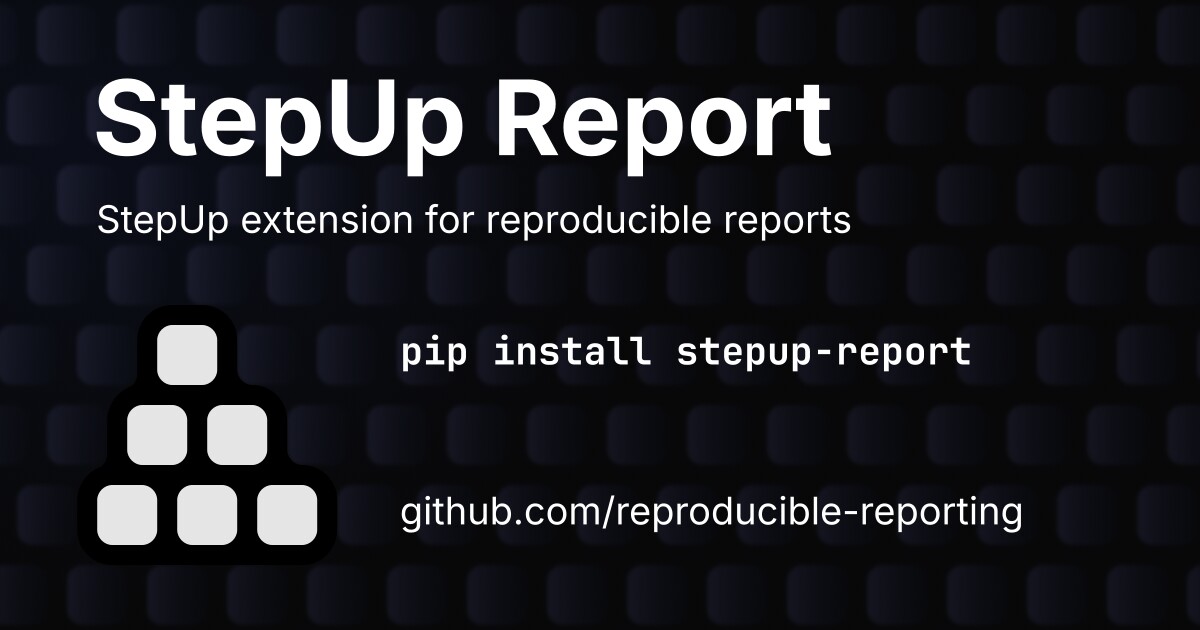 StepUp Report
StepUp extension for reproducible reports
pip install stepup-report
github.com/reproducible-reporting